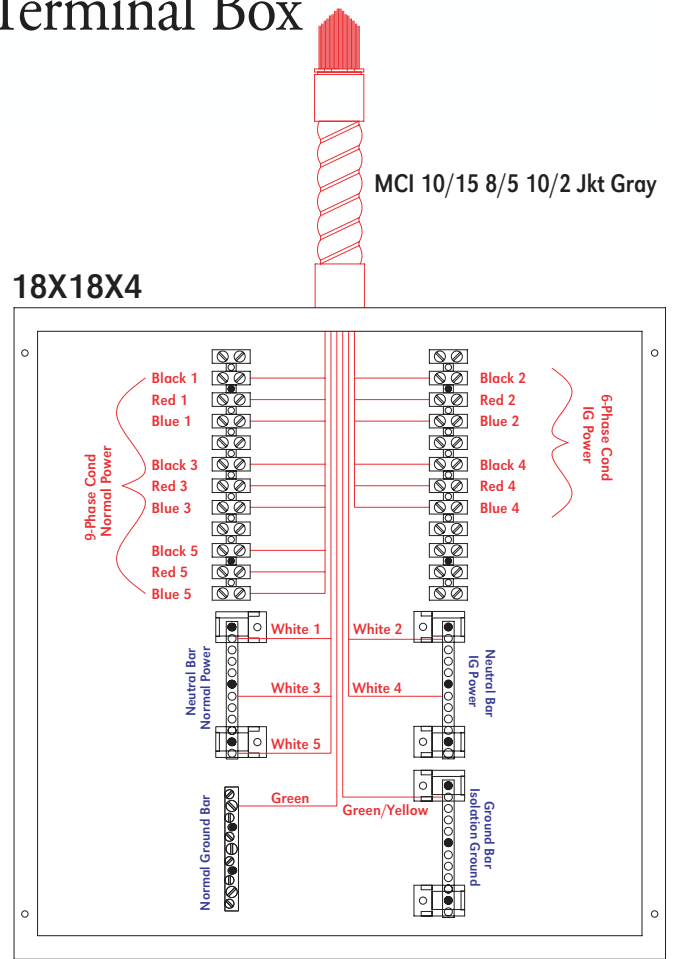 Terminal Box
MCI 10/15 8/5 10/2 Jkt Gray
18X18X4
Black 1
Red 1
Blue 1
Black 3
Red 3
Blue 3
Black 5
Red 5
Blue 5
9-Phase Cond
Normal Power
Black 2
Red 2
Blue 2
Black 4
Red 4
Blue 4
6-Phase Cond
IG Power
White 1
White 2
White 3
White 4
White 5
Neutral Bar
Normal Power
Neutral Bar
IG Power
Green
Green/Yellow
Normal Ground Bar
Ground Bar
Isolation Ground